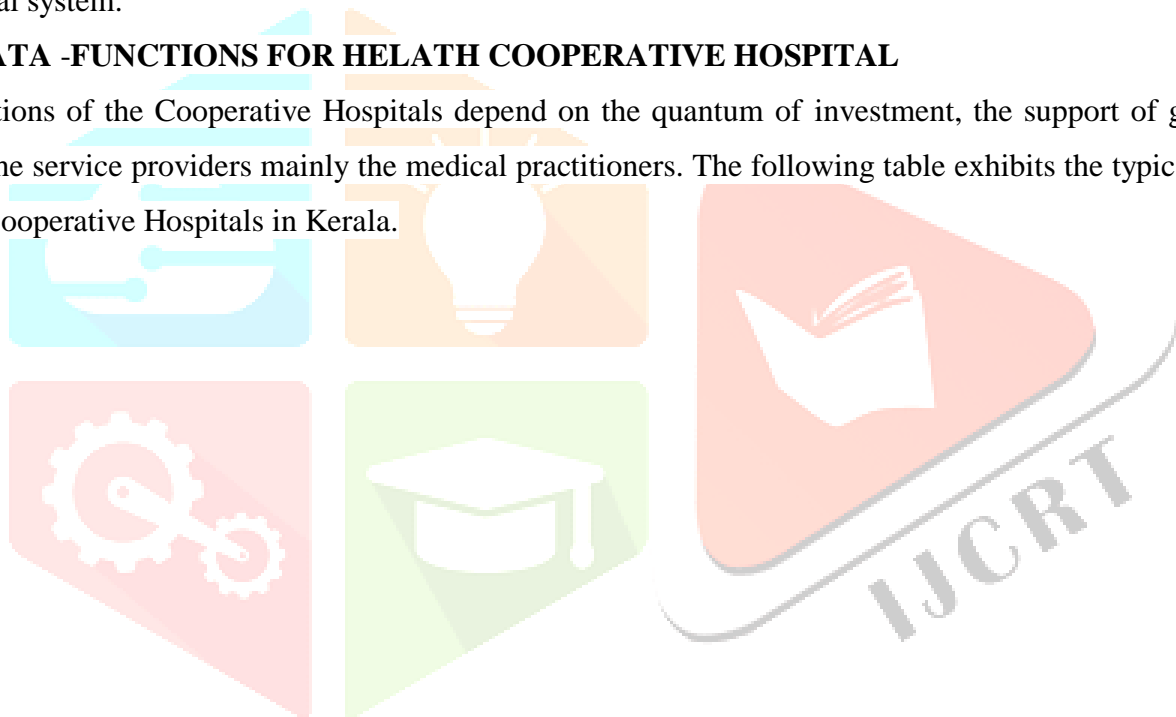 al system.
ATA -FUNCTIONS FOR HELATH COOPERATIVE HOSPITAL
tions of the Cooperative Hospitals depend on the quantum of investment, the support of g
he service providers mainly the medical practitioners. The following table exhibits the typic
ooperative Hospitals in Kerala.
IJCRT